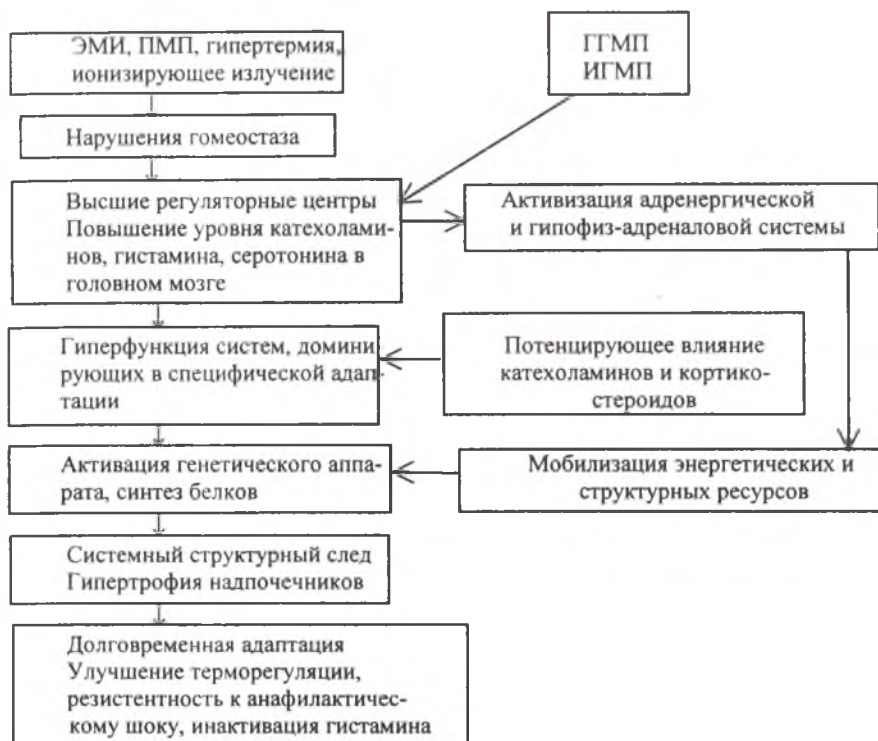 ЭМИ, ПМП, гипертермия,
ионизирующее излучение
ГГМП
ИГМП
Нарушения гомеостаза
Высшие регуляторные центры
Повышение уровня катехолами-
нов, гистамина, серотонина в
головном мозге
Активизация адренергической
и гипофиз-адреналовой системы
Гиперфункция систем, домини
рующих в специфической адап-
тации
Потенцирующее влияние
катехоламинов и кортико-
стероидов
Активация генетического аппа-
рата, синтез белков
Мобилизация энергетических и
структурных ресурсов
Системный структурный след
Гипертрофия надпочечников
Долговременная адаптация
Улучшение терморегуляции,
резистентность к анафилактичес-
кому шоку, инактивация гистамина